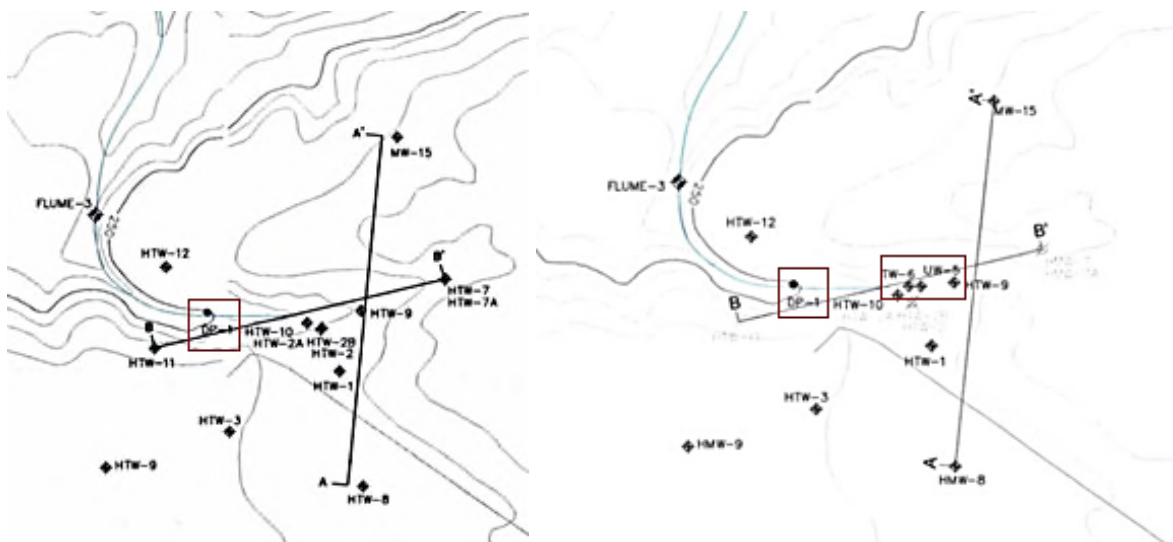 A'
MW-15
FLUME-3
250
HTW-12
B'
HTW-7
HTW-7A
DP-1
HTW-10
HTW-9
B
HTW-2A
HTW-2B
HTW-2
HTW-11
HTW-1
HTW-3
HTW-9
A
HTW-8
A'
MW-15
FLUME-3
250
HTW-12
B'
TW-6
UW-5
HTW-9
B
DP-1
HTW-10
HTW-1
HTW-3
HMW-9
A
HMW-8